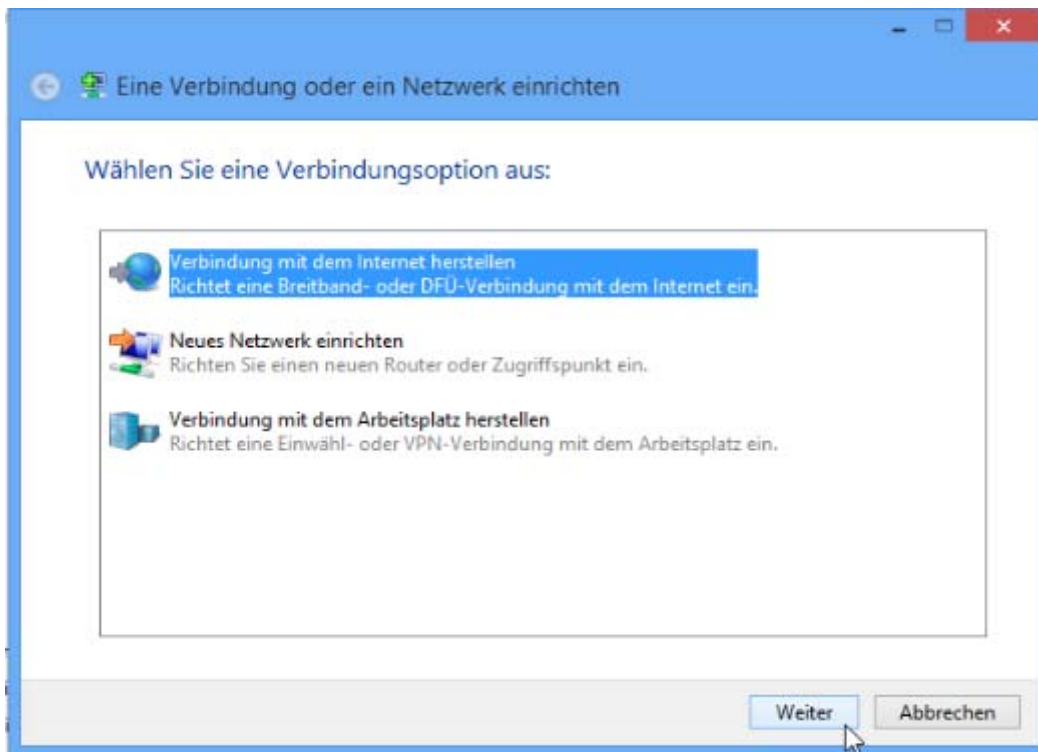 Eine Verbindung oder ein Netzwerk einrichten
Wählen Sie eine Verbindungsoption aus:
Verbindung mit dem Internet herstellen
Richtet eine Breitband- oder DFÜ-Verbindung mit dem Internet ein.
Neues Netzwerk einrichten
Richten Sie einen neuen Router oder Zugriffspunkt ein.
Verbindung mit dem Arbeitsplatz herstellen
Richtet eine Einwähl- oder VPN-Verbindung mit dem Arbeitsplatz ein.
Weiter Abbrechen